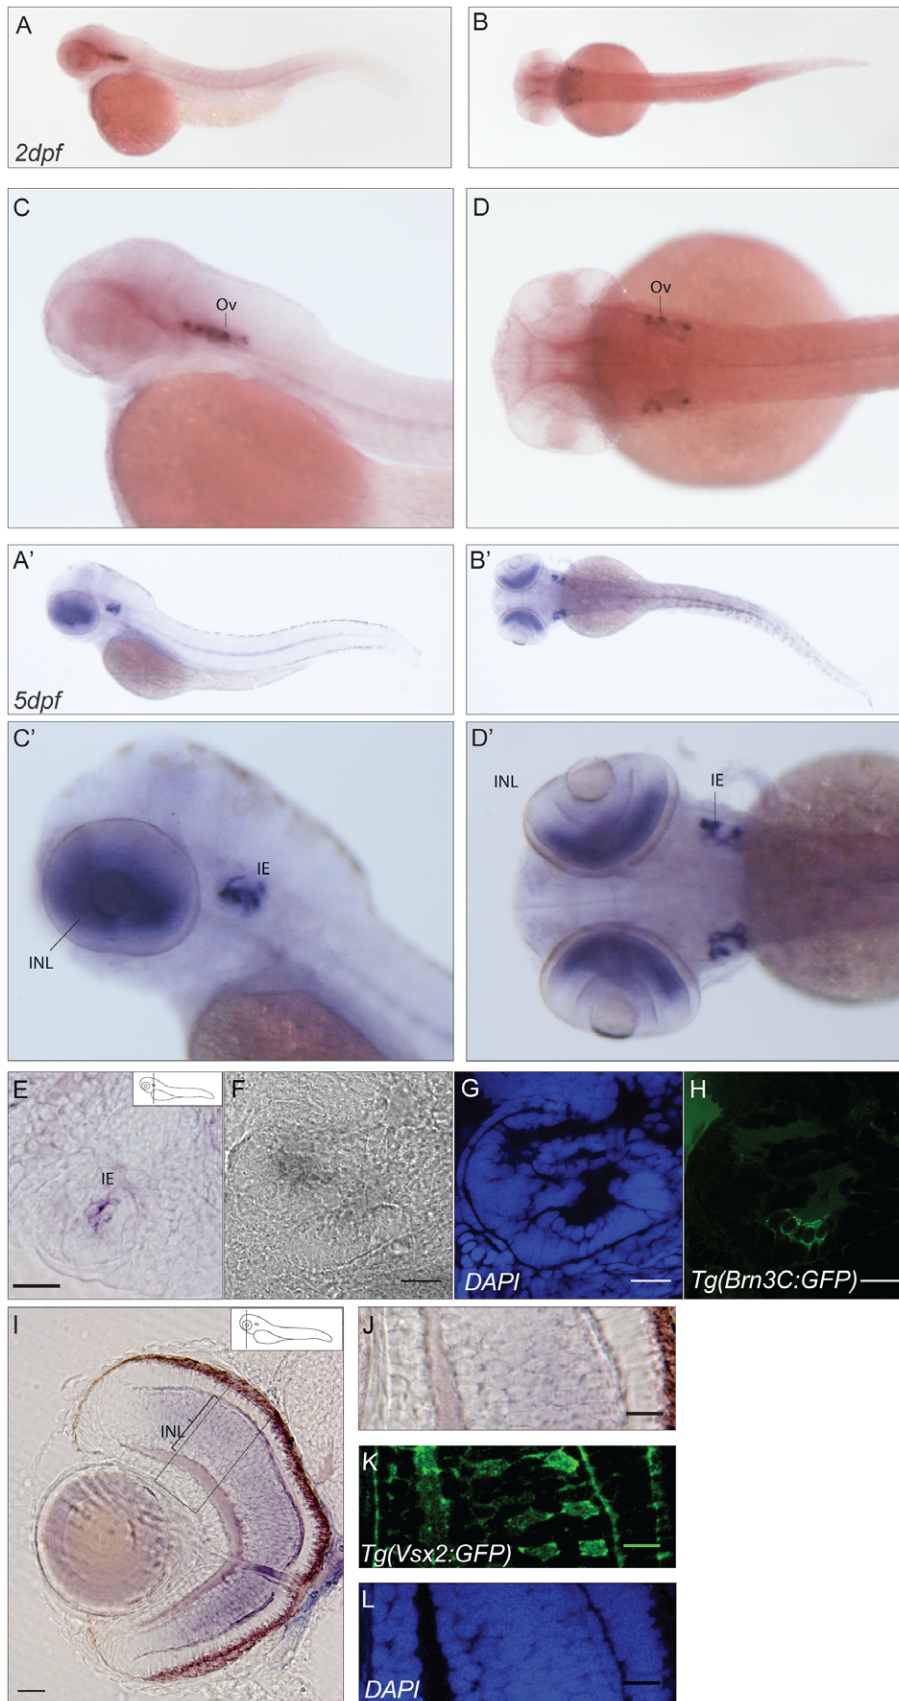 A
B
2dpf
C
D
Ov
Ov
A’
B’
5dpf
C’
D’
INL
IE
IE
INL
E
F
G
H
IE
DAPI
Tg(Brn3C:GFP)
I
J
INL
K
Tg(Vsx2:GFP)
L
DAPI